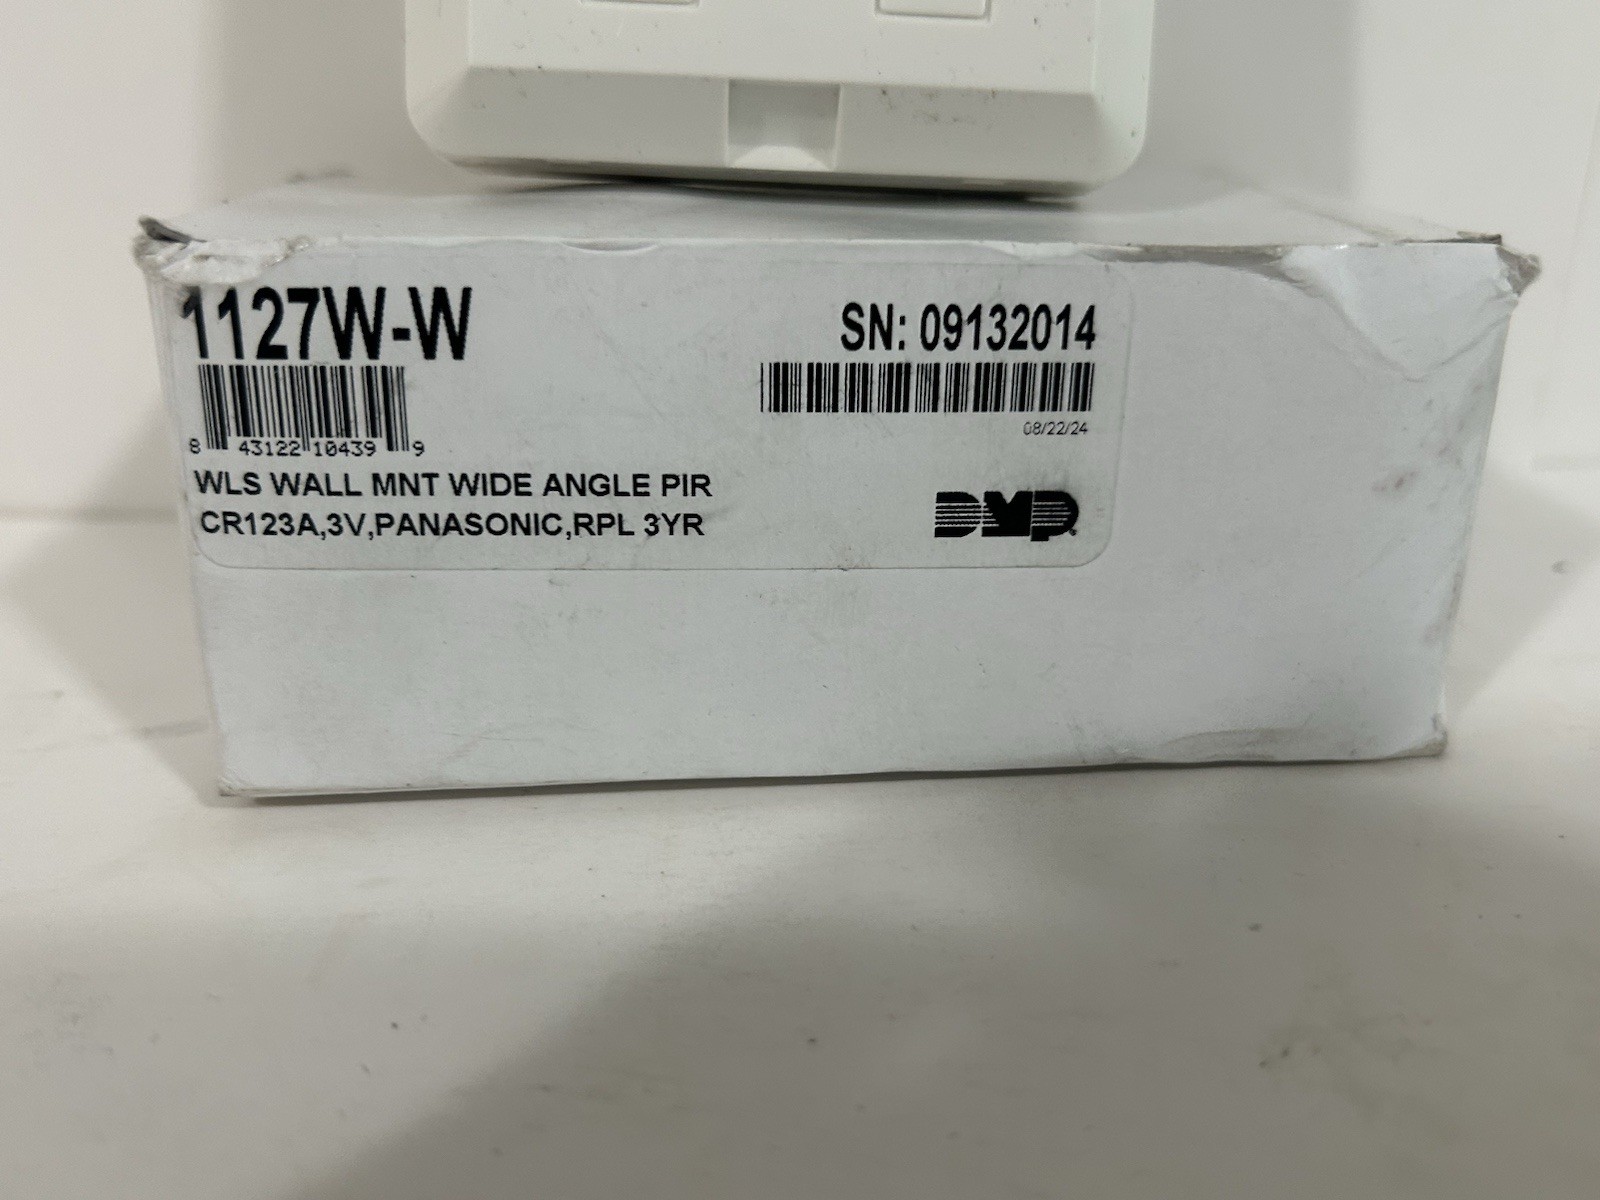 1127W-W
SN: 09132014
8 43122 10439 9
08/22/24
WLS WALL MNT WIDE ANGLE PIR
CR123A,3V,PANASONIC,RPL 3YR
DMP